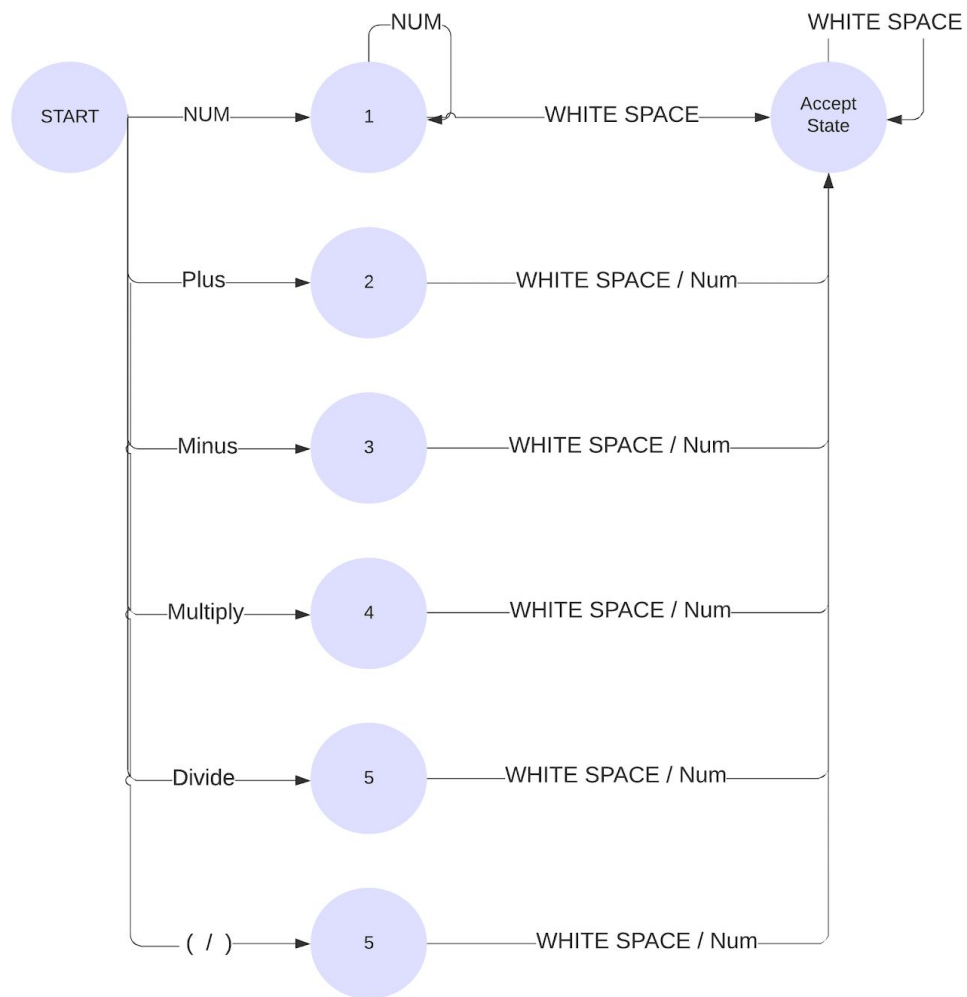 NUM
WHITE SPACE
START
NUM
1
WHITE SPACE
Accept
State
Plus
2
WHITE SPACE / Num
Minus
3
WHITE SPACE / Num
Multiply
4
WHITE SPACE / Num
Divide
5
WHITE SPACE / Num
( / )
5
WHITE SPACE / Num